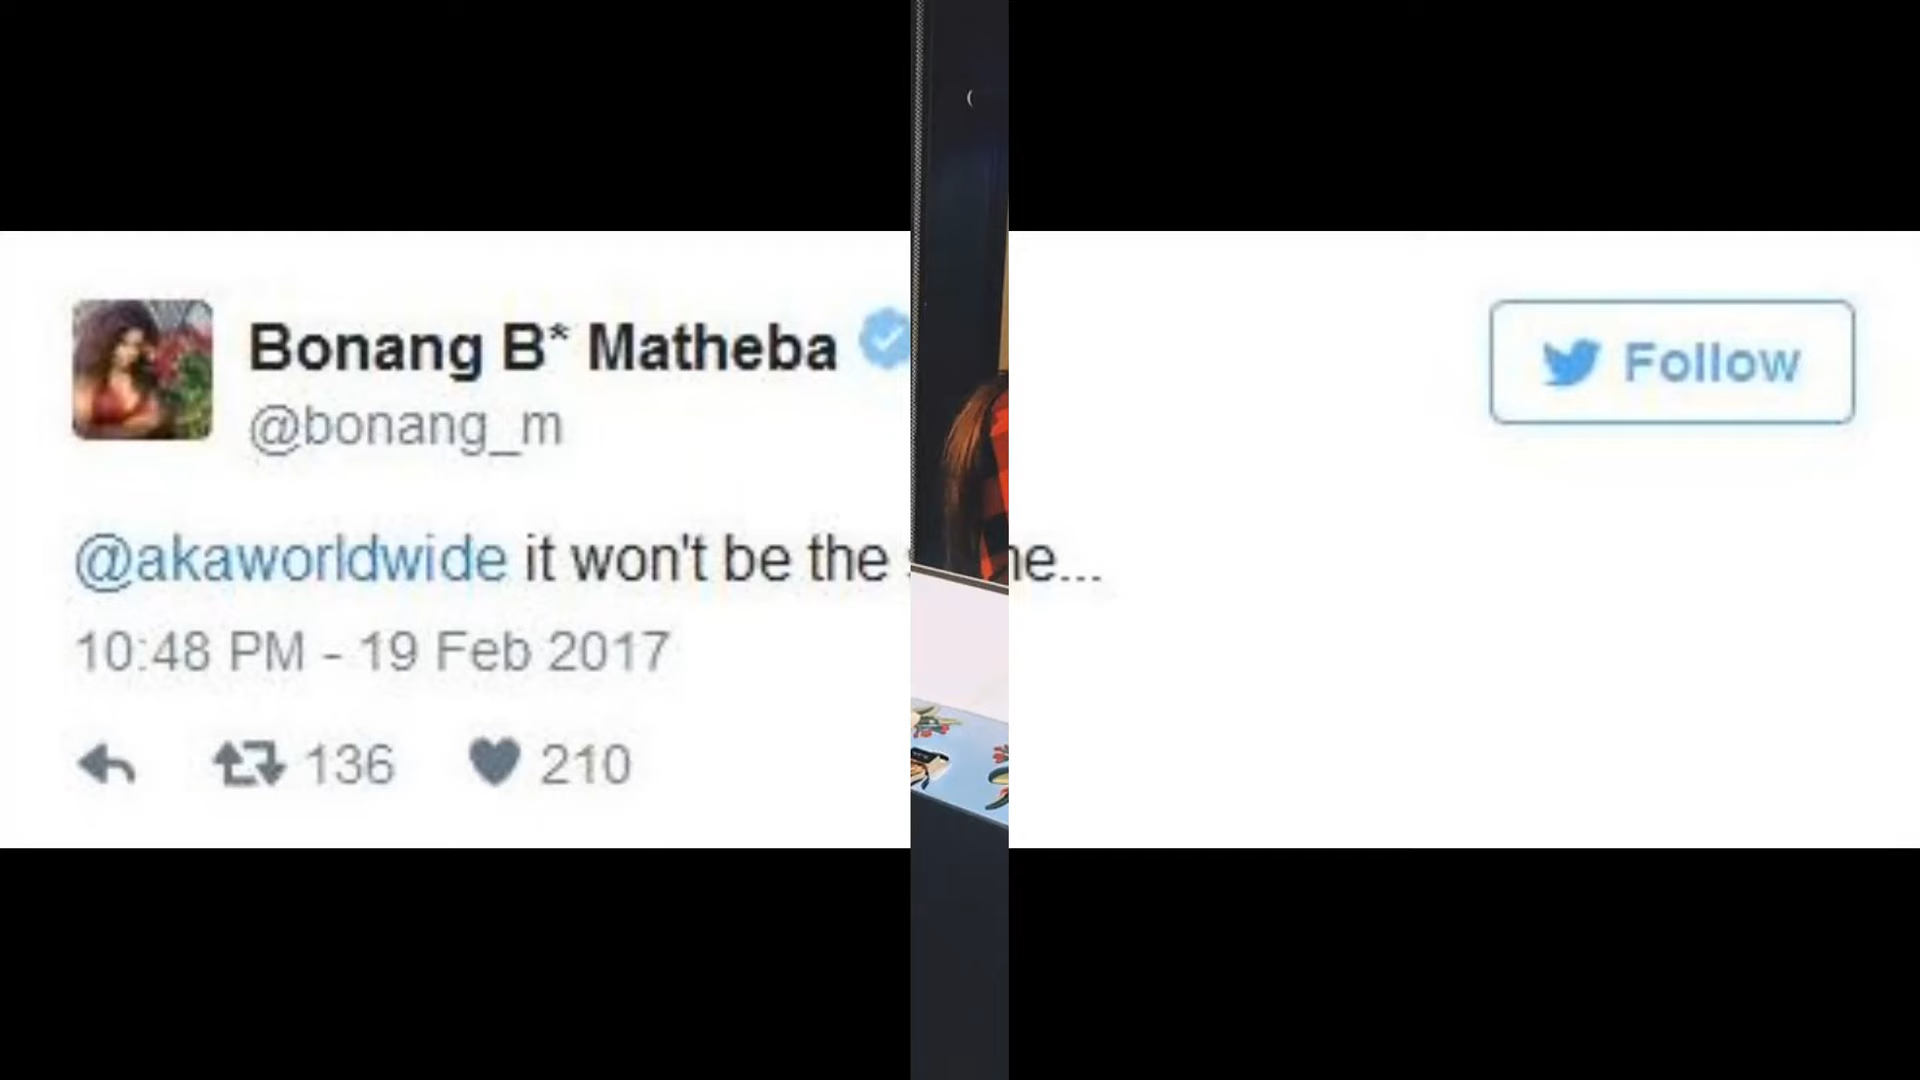 Bonang B* Matheba
@bonang_m
Follow
@akaworldwide it won't be the
10:48 PM - 19 Feb 2017
136 210